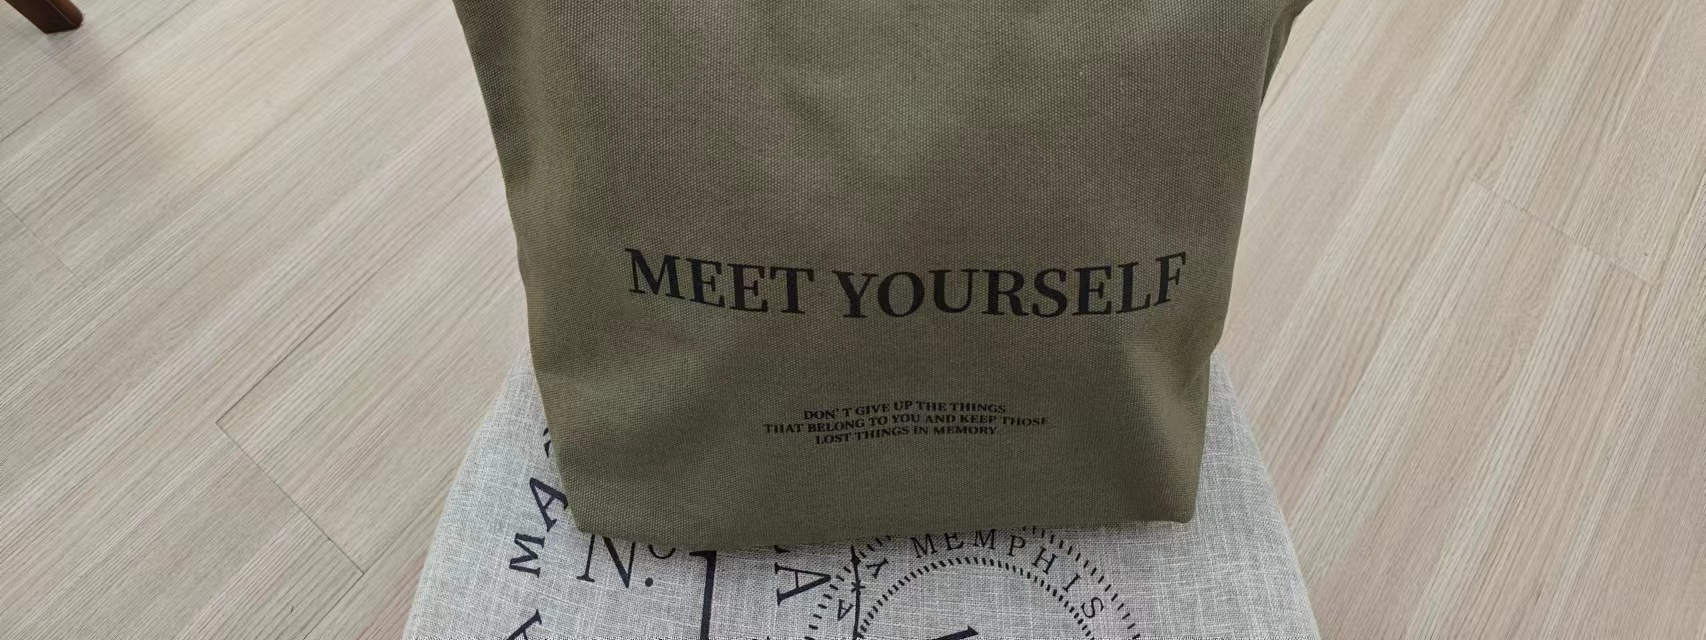 MEET YOURSELF
DON'T GIVE UP THE THINGS
THAT BELONG TO YOU AND KEEP THOSE
LOST THINGS IN MEMORY
MA
N.º
MEMPHIS